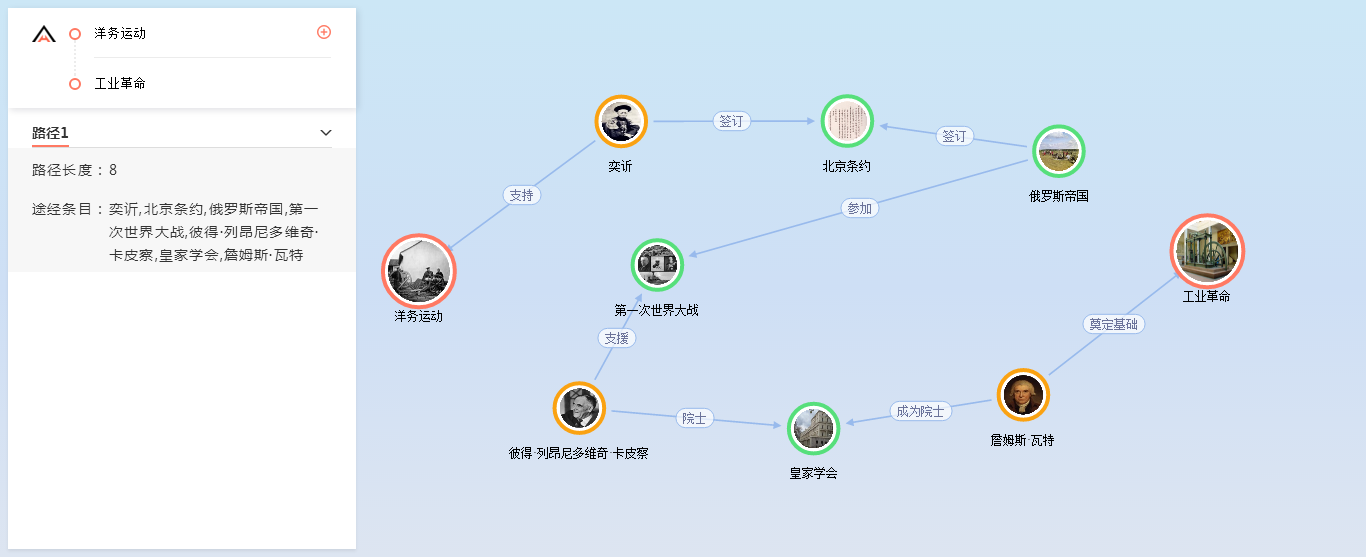 洋务运动
工业革命
路径1
路径长度：8
途经条目：奕䜣,北京条约,俄罗斯帝国,第一
次世界大战,彼得·列昂尼多维奇·
卡皮察,皇家学会,詹姆斯·瓦特
签订
奕䜣
北京条约
签订
俄罗斯帝国
支持
参加
洋务运动
第一次世界大战
工业革命
支援
奠定基础
彼得·列昂尼多维奇·卡皮察
院士
皇家学会
成为院士
詹姆斯·瓦特